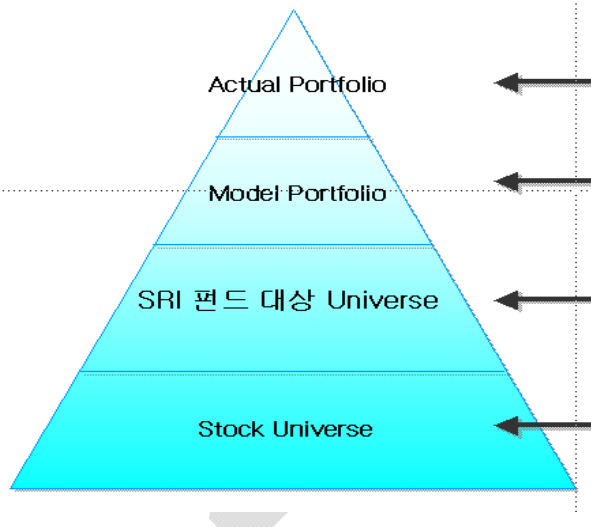 Actual Portfolio
Model Portfolio
SRI 펀드 대상 Universe
Stock Universe